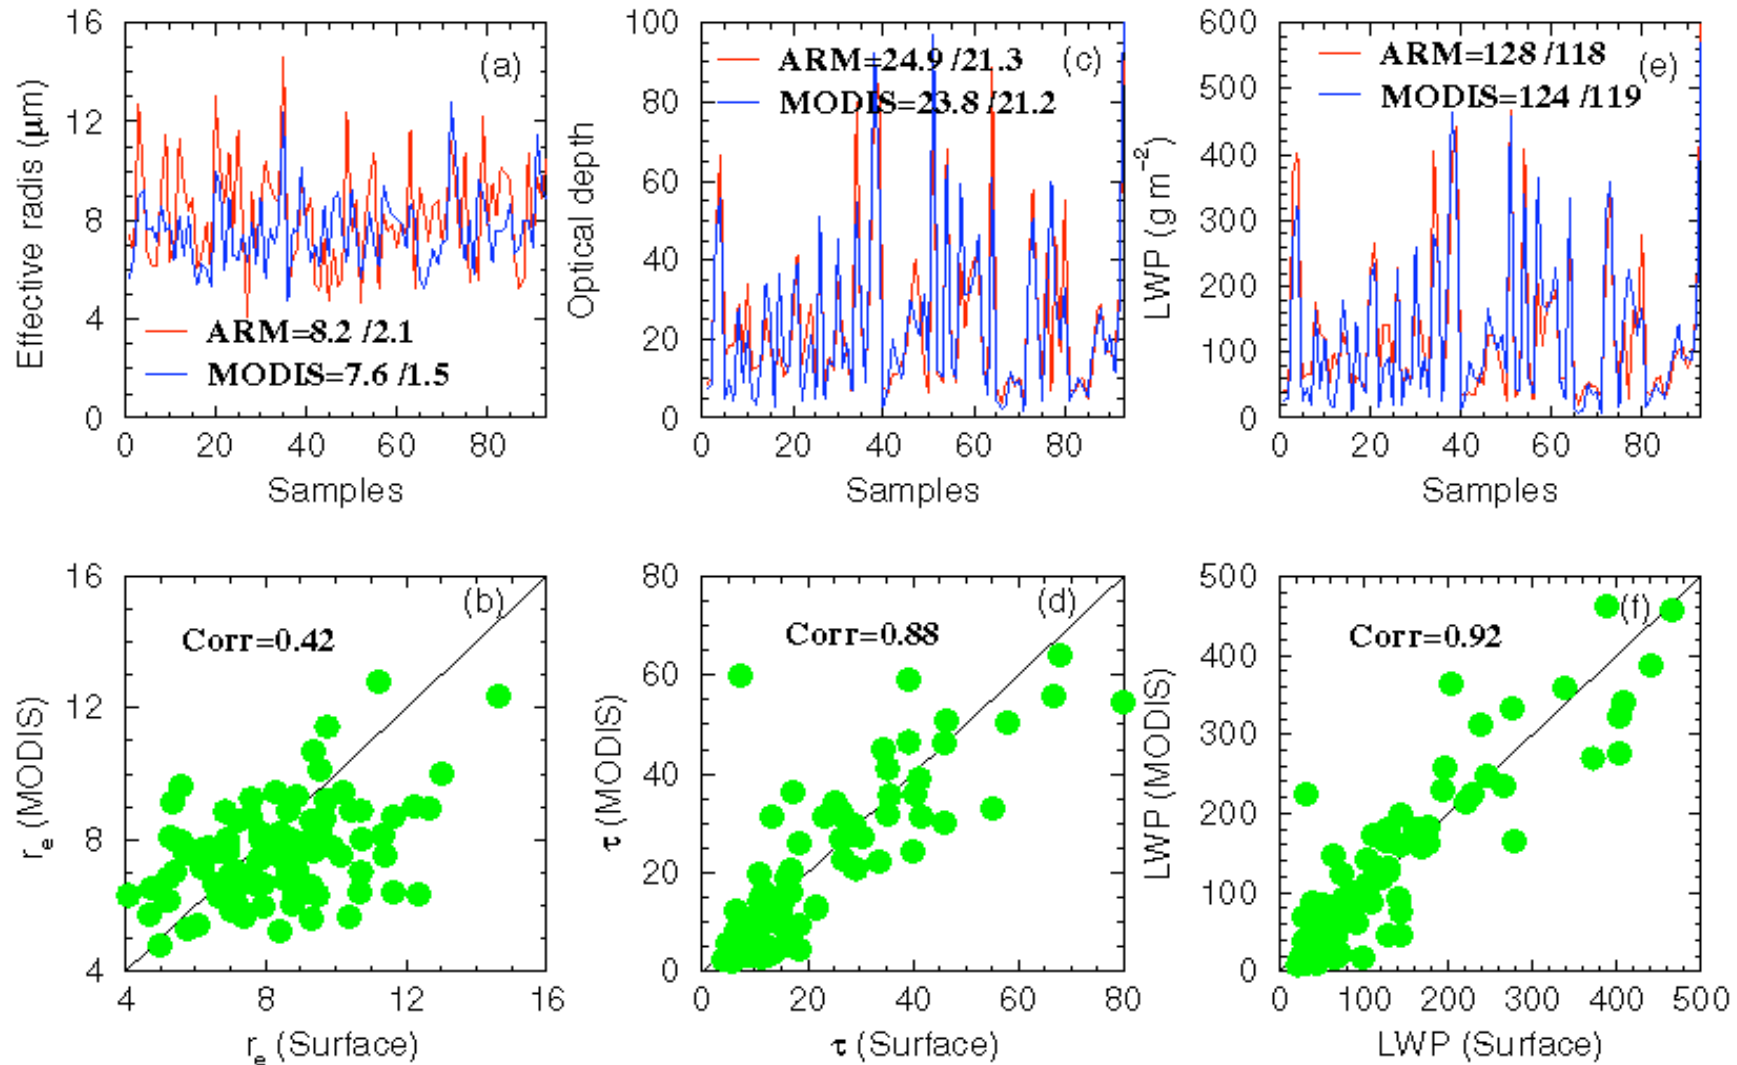 16
12
8
4
0
Effective radis (μm)
(a)
ARM=8.2 /2.1
MODIS=7.6 /1.5
0 20 40 60 80
Samples
100
80
60
40
20
0
Optical depth
ARM=24.9 /21.3
(c)
MODIS=23.8 /21.2
0 20 40 60 80
Samples
600
500
400
300
200
100
0
LWP (g m⁻²)
ARM=128 /118
(e)
MODIS=124 /119
0 20 40 60 80
Samples
16
12
8
4
rₑ (MODIS)
(b)
Corr=0.42
4 8 12 16
rₑ (Surface)
80
60
40
20
0
τ (MODIS)
(d)
Corr=0.88
0 20 40 60 80
τ (Surface)
500
400
300
200
100
0
LWP (MODIS)
(f)
Corr=0.92
0 100 200 300 400 500
LWP (Surface)